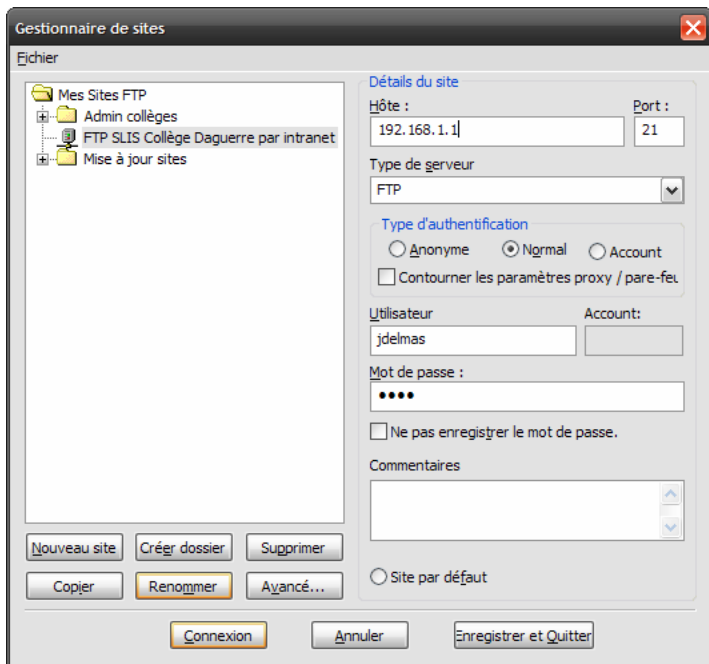 Gestionnaire de sites
Fichier
Mes Sites FTP
Admin collèges
FTP SLIS Collège Daguerre par intranet
Mise à jour sites
Nouveau site
Créer dossier
Supprimer
Copier
Renommer
Avancé...
Détails du site
Hôte :
Port :
192.168.1.1
21
Type de serveur
FTP
Type d'authentification
Anonyme
Normal
Account
Contourner les paramètres proxy / pare-feu
Utilisateur
Account:
jdelmas
Mot de passe :
••••
Ne pas enregistrer le mot de passe.
Commentaires
Site par défaut
Connexion
Annuler
Enregistrer et Quitter